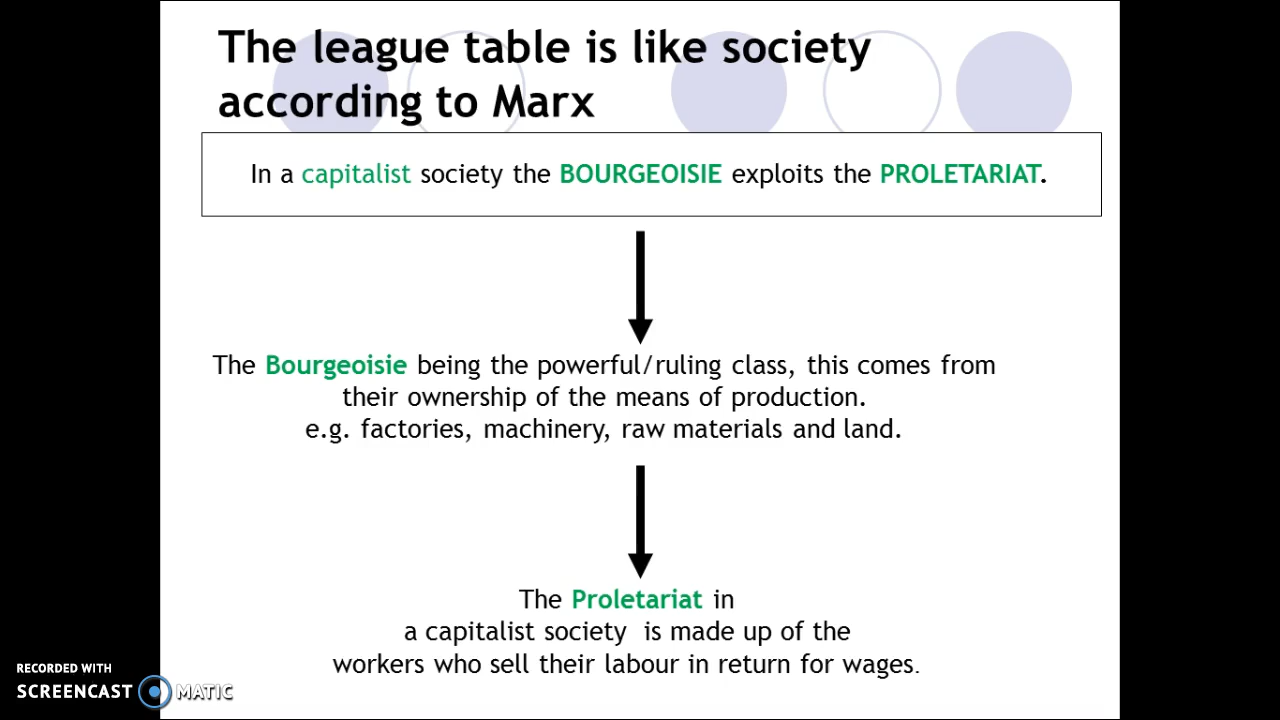 The league table is like society
according to Marx
In a capitalist society the BOURGEOISIE exploits the PROLETARIAT.
The Bourgeoisie being the powerful/ruling class, this comes from
their ownership of the means of production.
e.g. factories, machinery, raw materials and land.
The Proletariat in
a capitalist society is made up of the
workers who sell their labour in return for wages.
RECORDED WITH
SCREENCAST MATIC